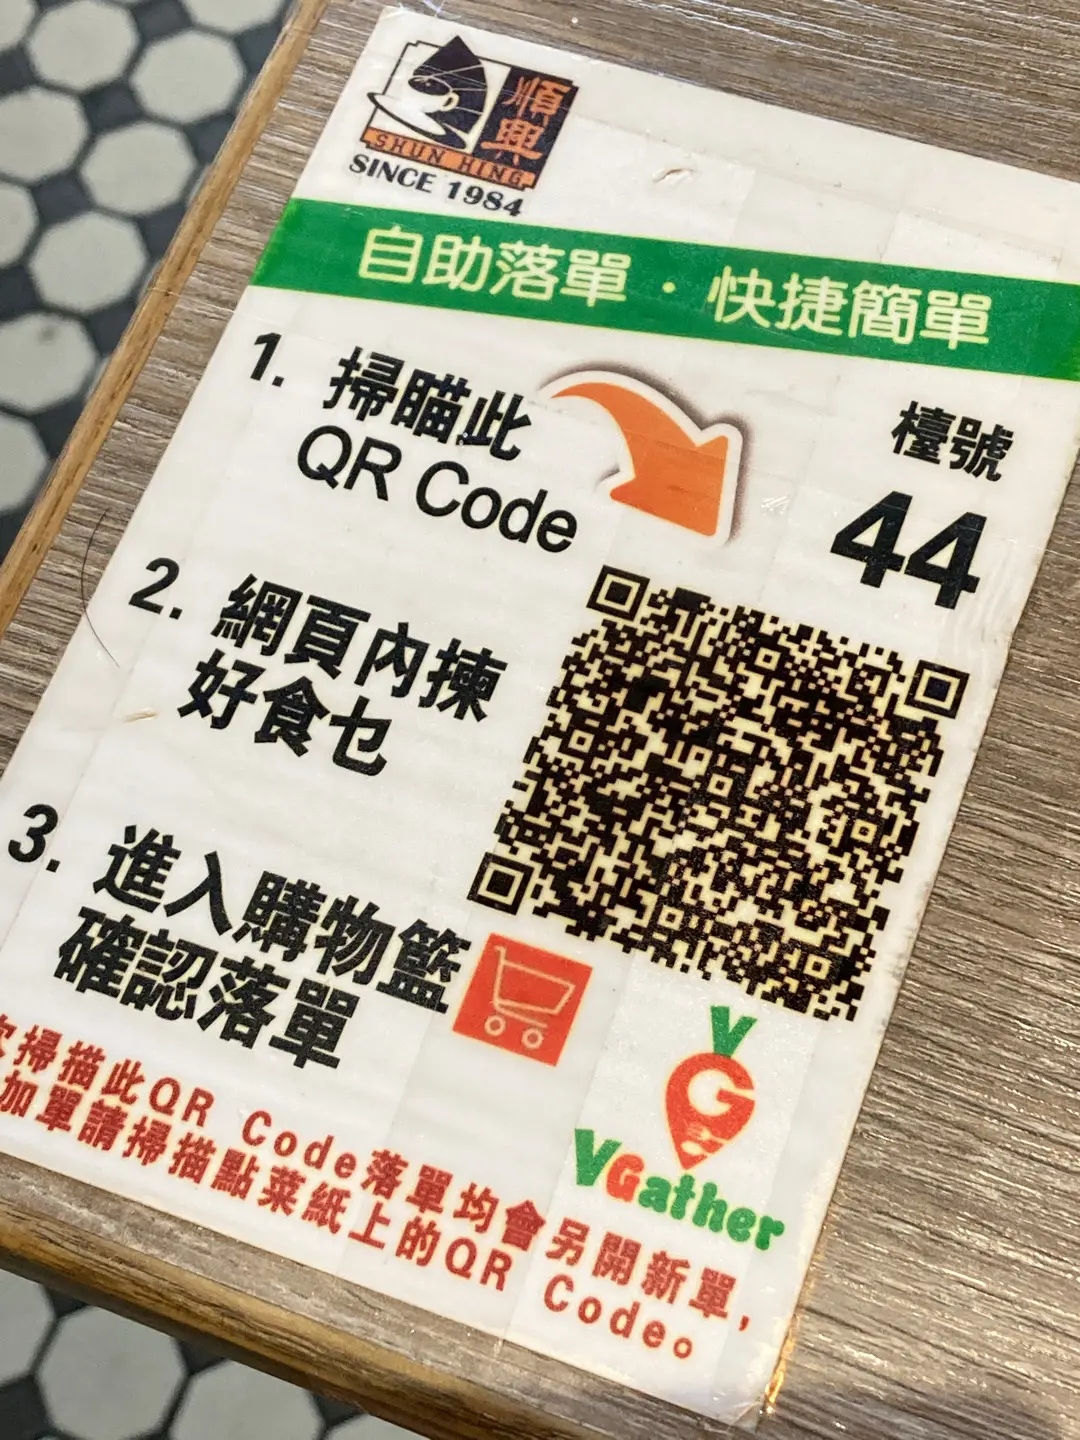 順興
SHUN HING
SINCE 1984
自助落單·快捷簡單
1. 掃瞄此
QR Code
檯號
44
2. 網頁內揀
好食乜
3. 進入購物籃
確認落單
G
VGather
次掃描此QR Code落單均會另開新單,
加單請掃描點菜紙上的QR Code。